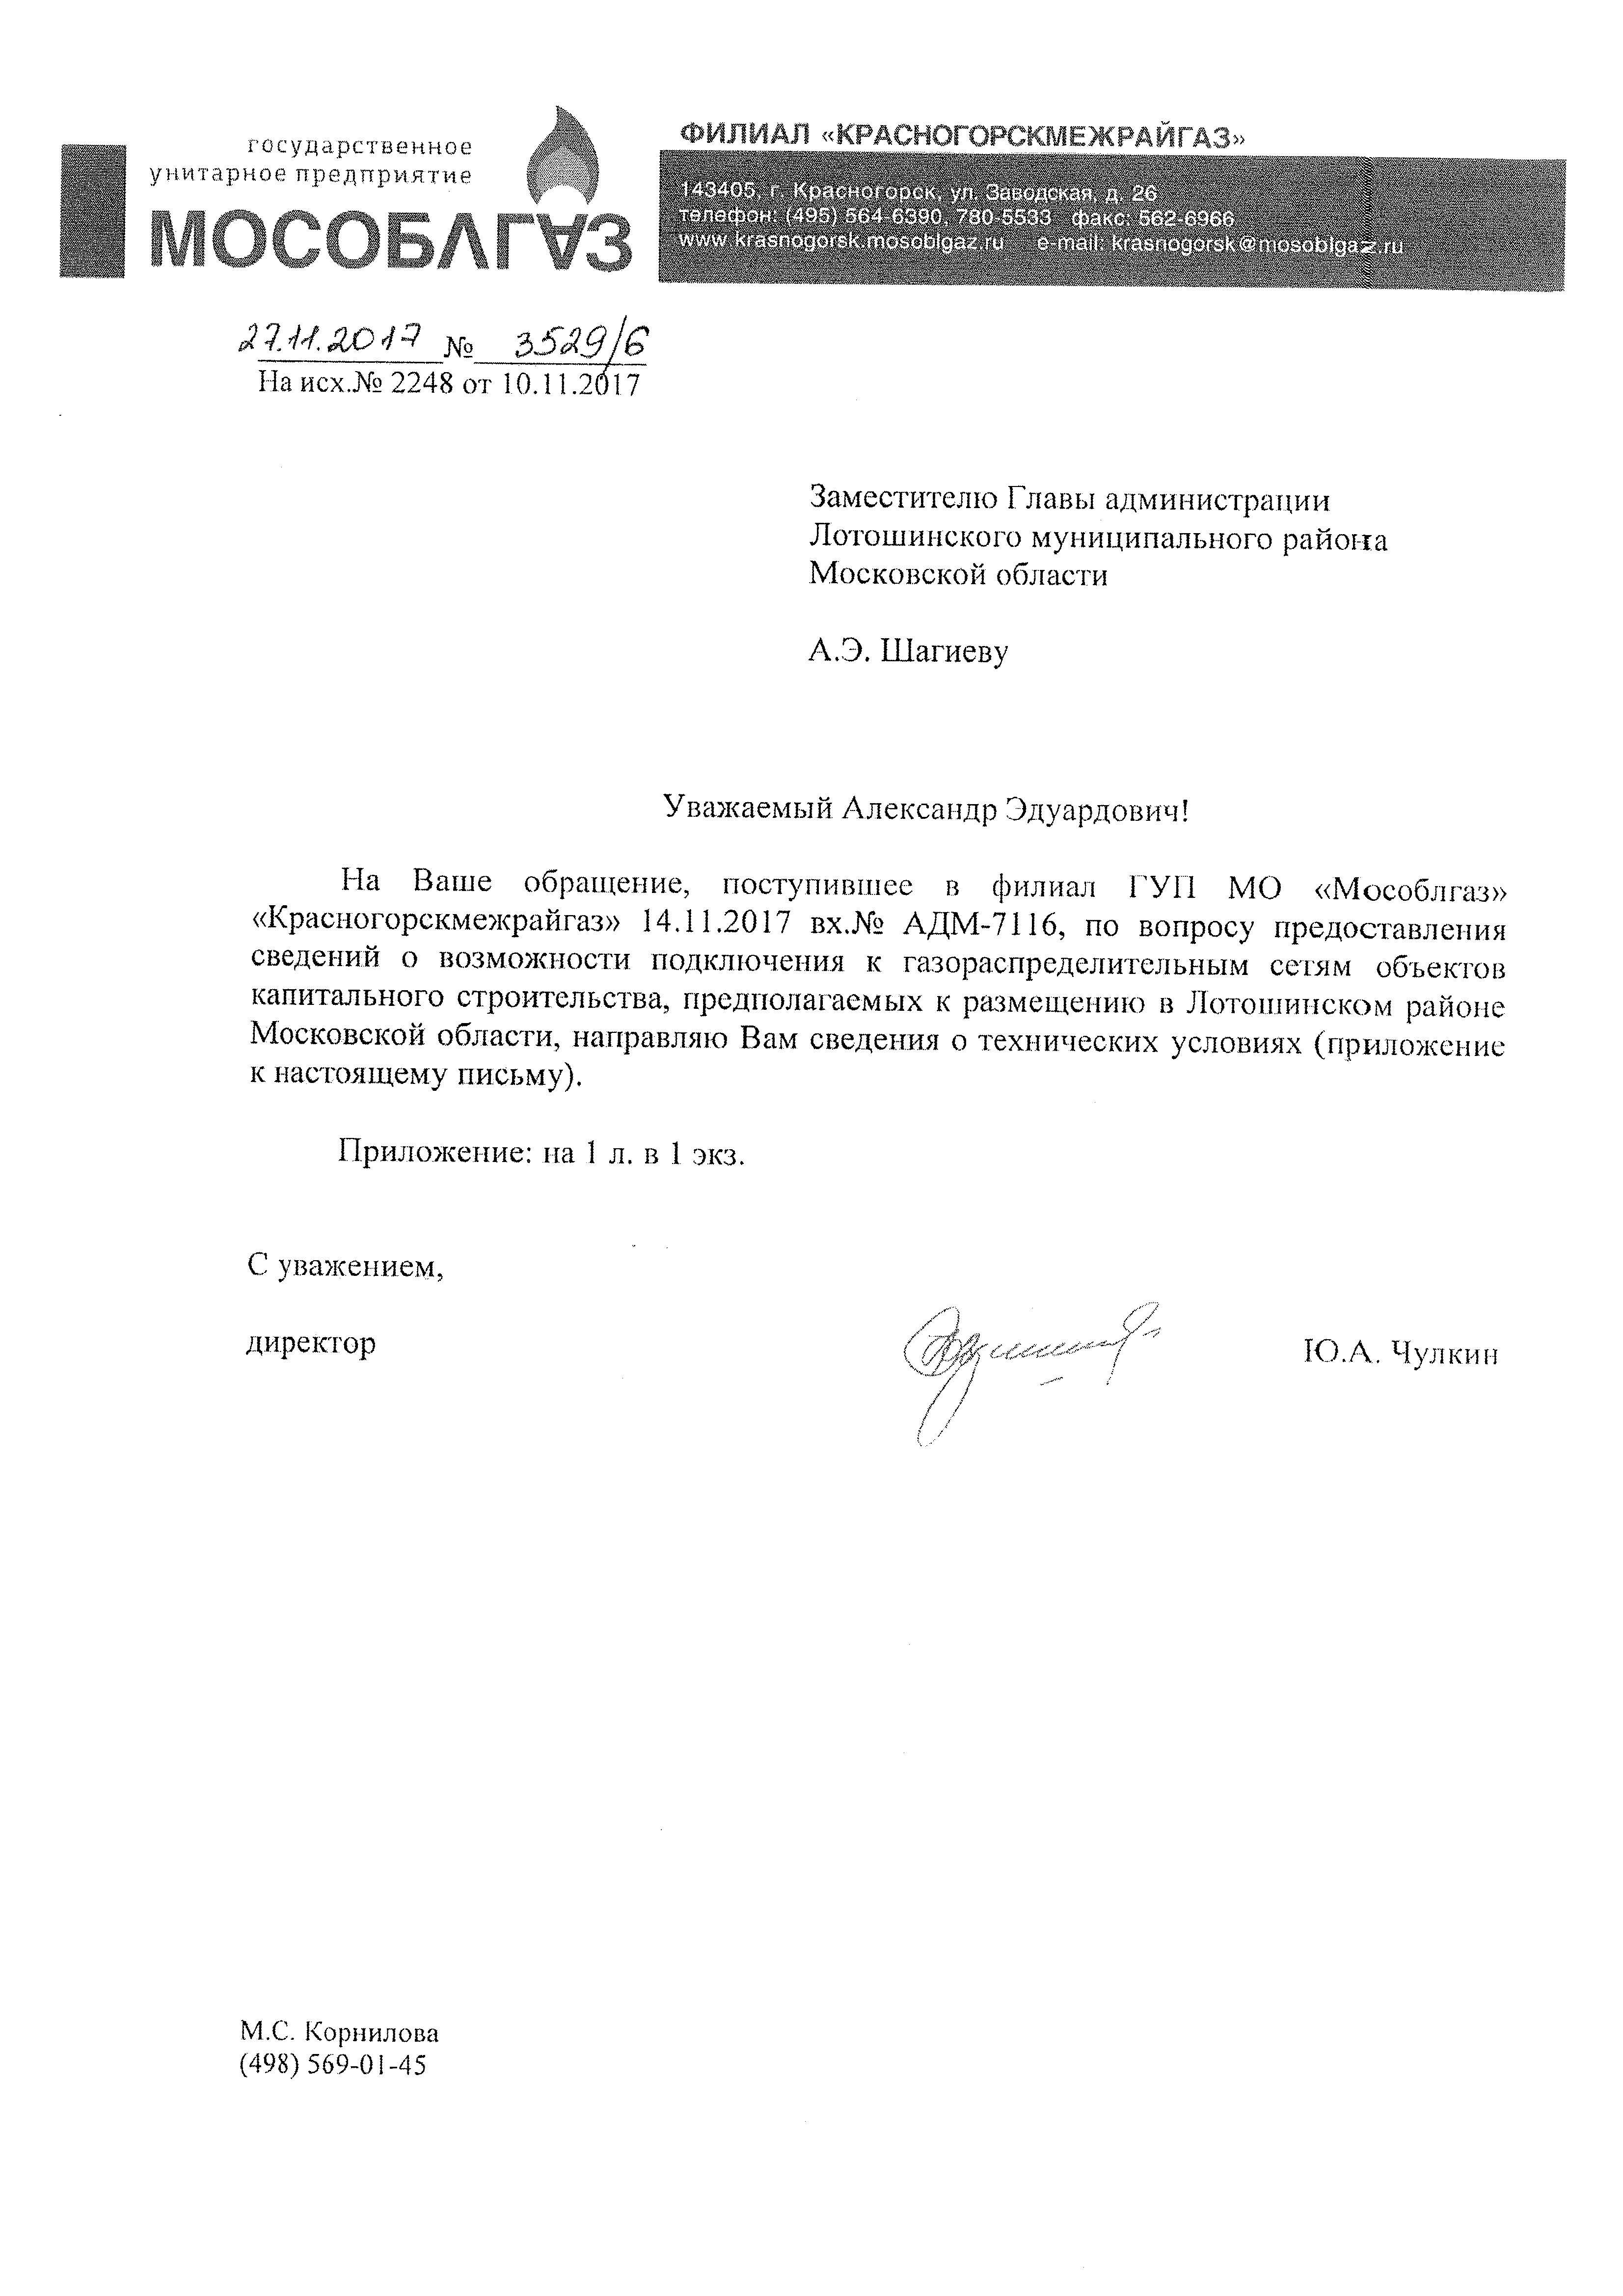 государственное
унитарное предприятие
МОСОБЛГАЗ
ФИЛИАЛ «КРАСНОГОРСКМЕЖРАЙГАЗ»
143405, г. Красногорск, ул. Заводская, д. 26
телефон: (495) 564-6390, 780-5533 факс: 562-6966
www.krasnogorsk.mosoblgaz.ru e-mail: krasnogorsk@mosoblgaz.ru
27.11.2017 № 3529/6
На исх.№ 2248 от 10.11.2017
Заместителю Главы администрации
Лотошинского муниципального района
Московской области
А.Э. Шагиеву
Уважаемый Александр Эдуардович!
На Ваше обращение, поступившее в филиал ГУП МО «Мособлгаз»
«Красногорскмежрайгаз» 14.11.2017 вх.№ АДМ-7116, по вопросу предоставления
сведений о возможности подключения к газораспределительным сетям объектов
капитального строительства, предполагаемых к размещению в Лотошинском районе
Московской области, направляю Вам сведения о технических условиях (приложение
к настоящему письму).
Приложение: на 1 л. в 1 экз.
С уважением,
директор
Ю.А. Чулкин
М.С. Корнилова
(498) 569-01-45